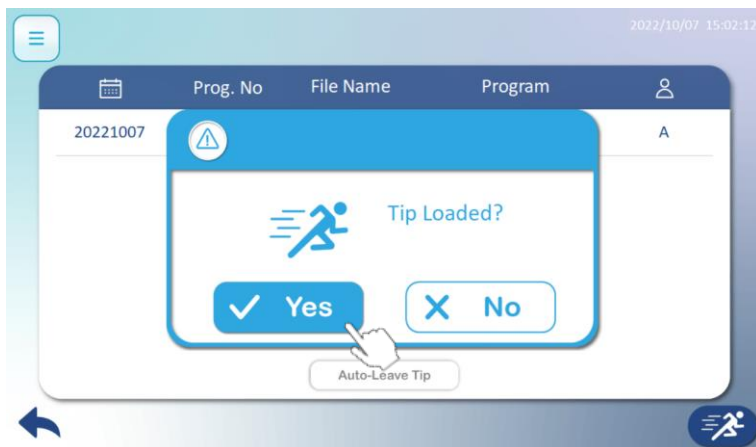 2022/10/07 15:02:12
Prog. No File Name Program
20221007 A
Tip Loaded?
Yes No
Auto-Leave Tip